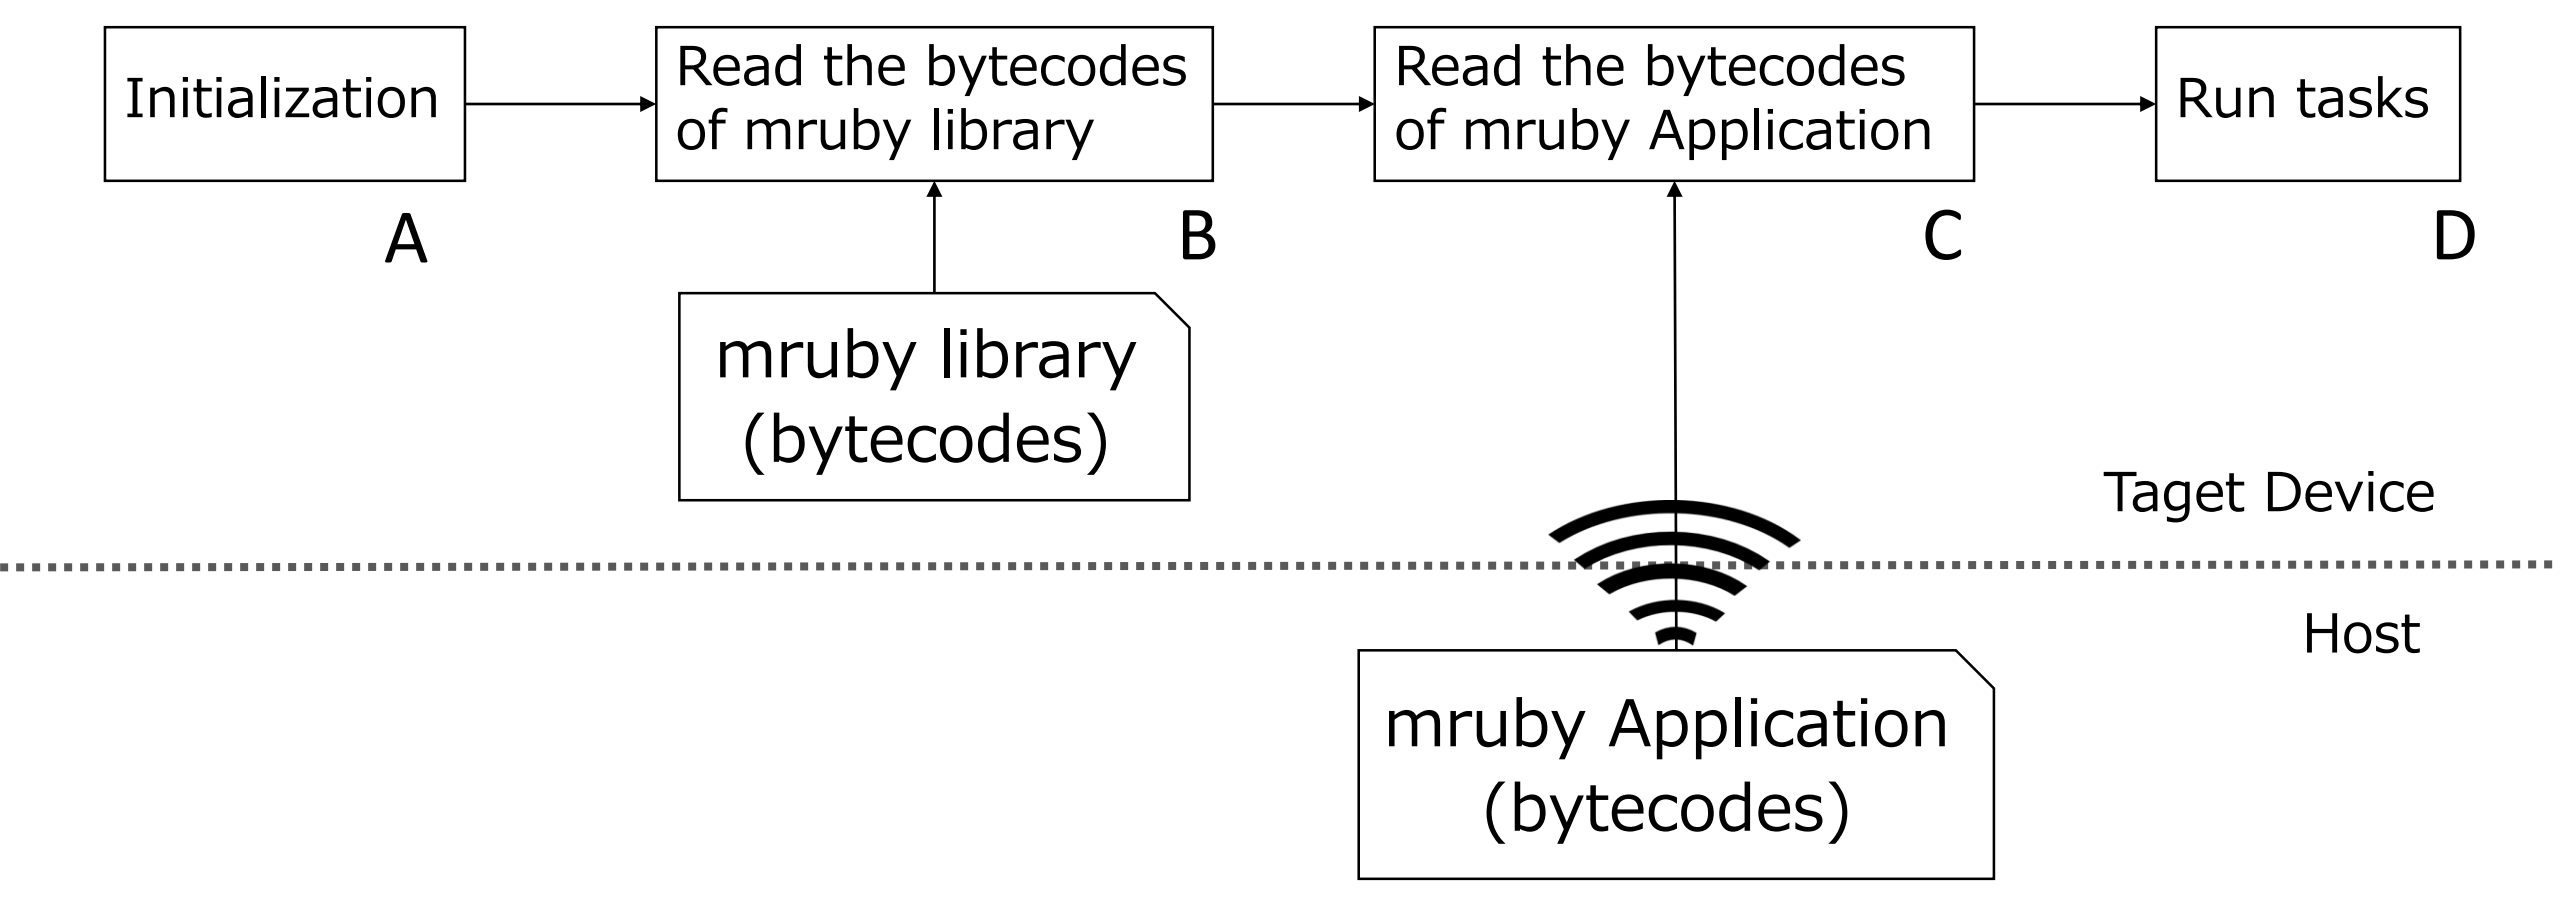 Initialization
Read the bytecodes
of mruby library
Read the bytecodes
of mruby Application
Run tasks
A
B
C
D
mruby library
(bytecodes)
Taget Device
Host
mruby Application
(bytecodes)